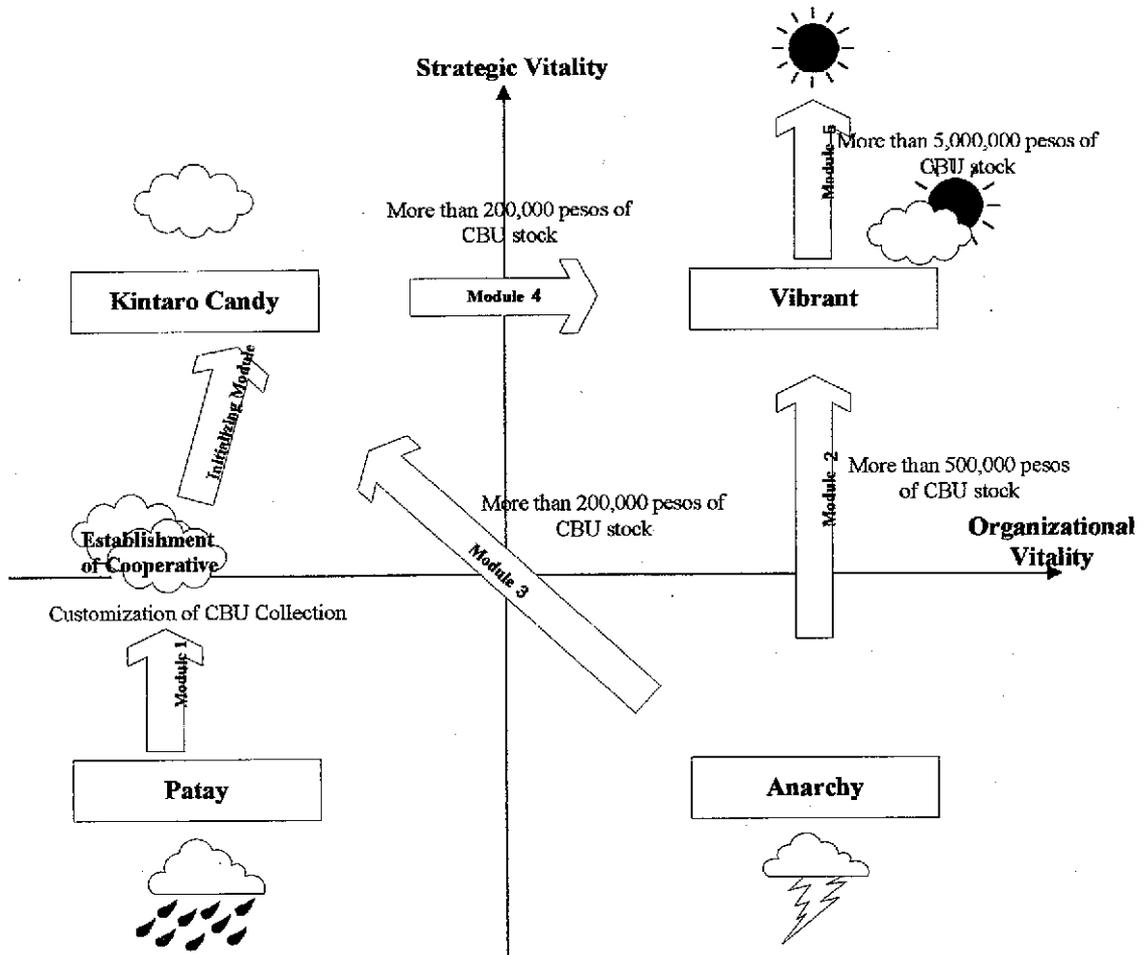 Strategic Vitality
Module 5
More than 5,000,000 pesos of
CBU stock
More than 200,000 pesos of
CBU stock
Kintaro Candy
Module 4
Vibrant
Initializing Module
Module 2
More than 500,000 pesos
of CBU stock
More than 200,000 pesos of
CBU stock
Module 3
Organizational
Vitality
Establishment
of Cooperative
Customization of CBU Collection
Module 1
Patay
Anarchy